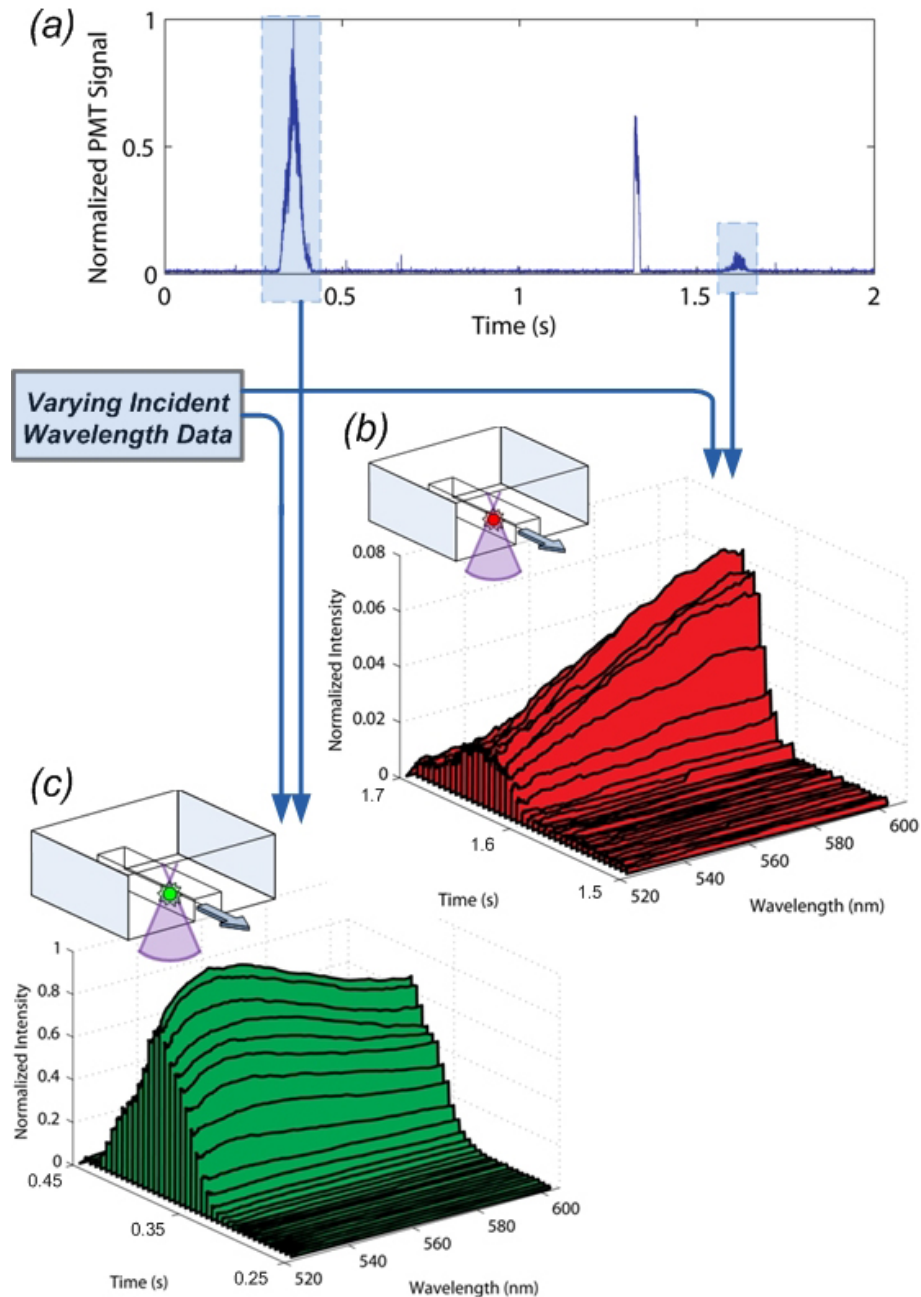 (a)
Normalized PMT Signal
1
0.5
0
0
0.5
1
1.5
2
Time (s)
Varying Incident
Wavelength Data
(b)
Normalized Intensity
0.08
0.06
0.04
0.02
0
1.7
1.6
1.5
Time (s)
520
540
560
580
600
Wavelength (nm)
(c)
Normalized Intensity
1
0.8
0.6
0.4
0.2
0
0.45
0.35
0.25
Time (s)
520
540
560
580
600
Wavelength (nm)